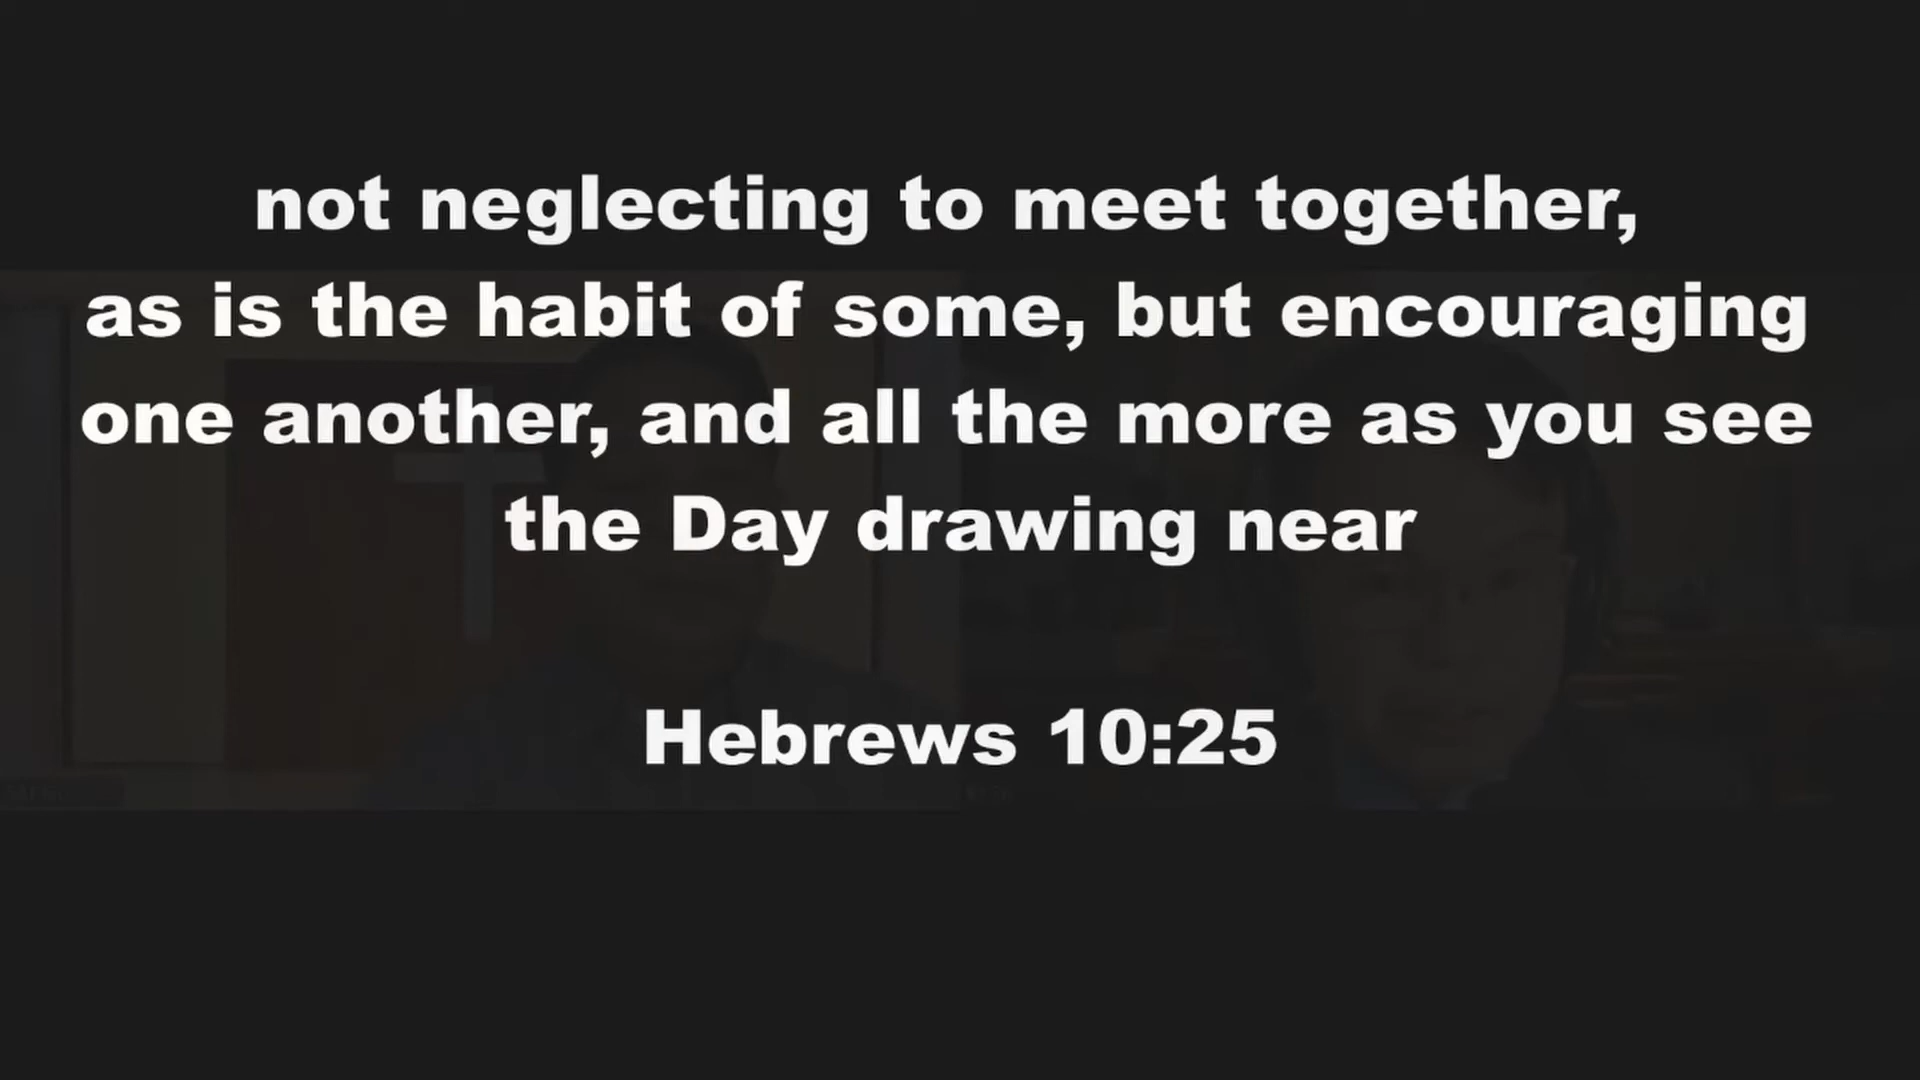 not neglecting to meet together,
as is the habit of some, but encouraging
one another, and all the more as you see
the Day drawing near
Hebrews 10:25